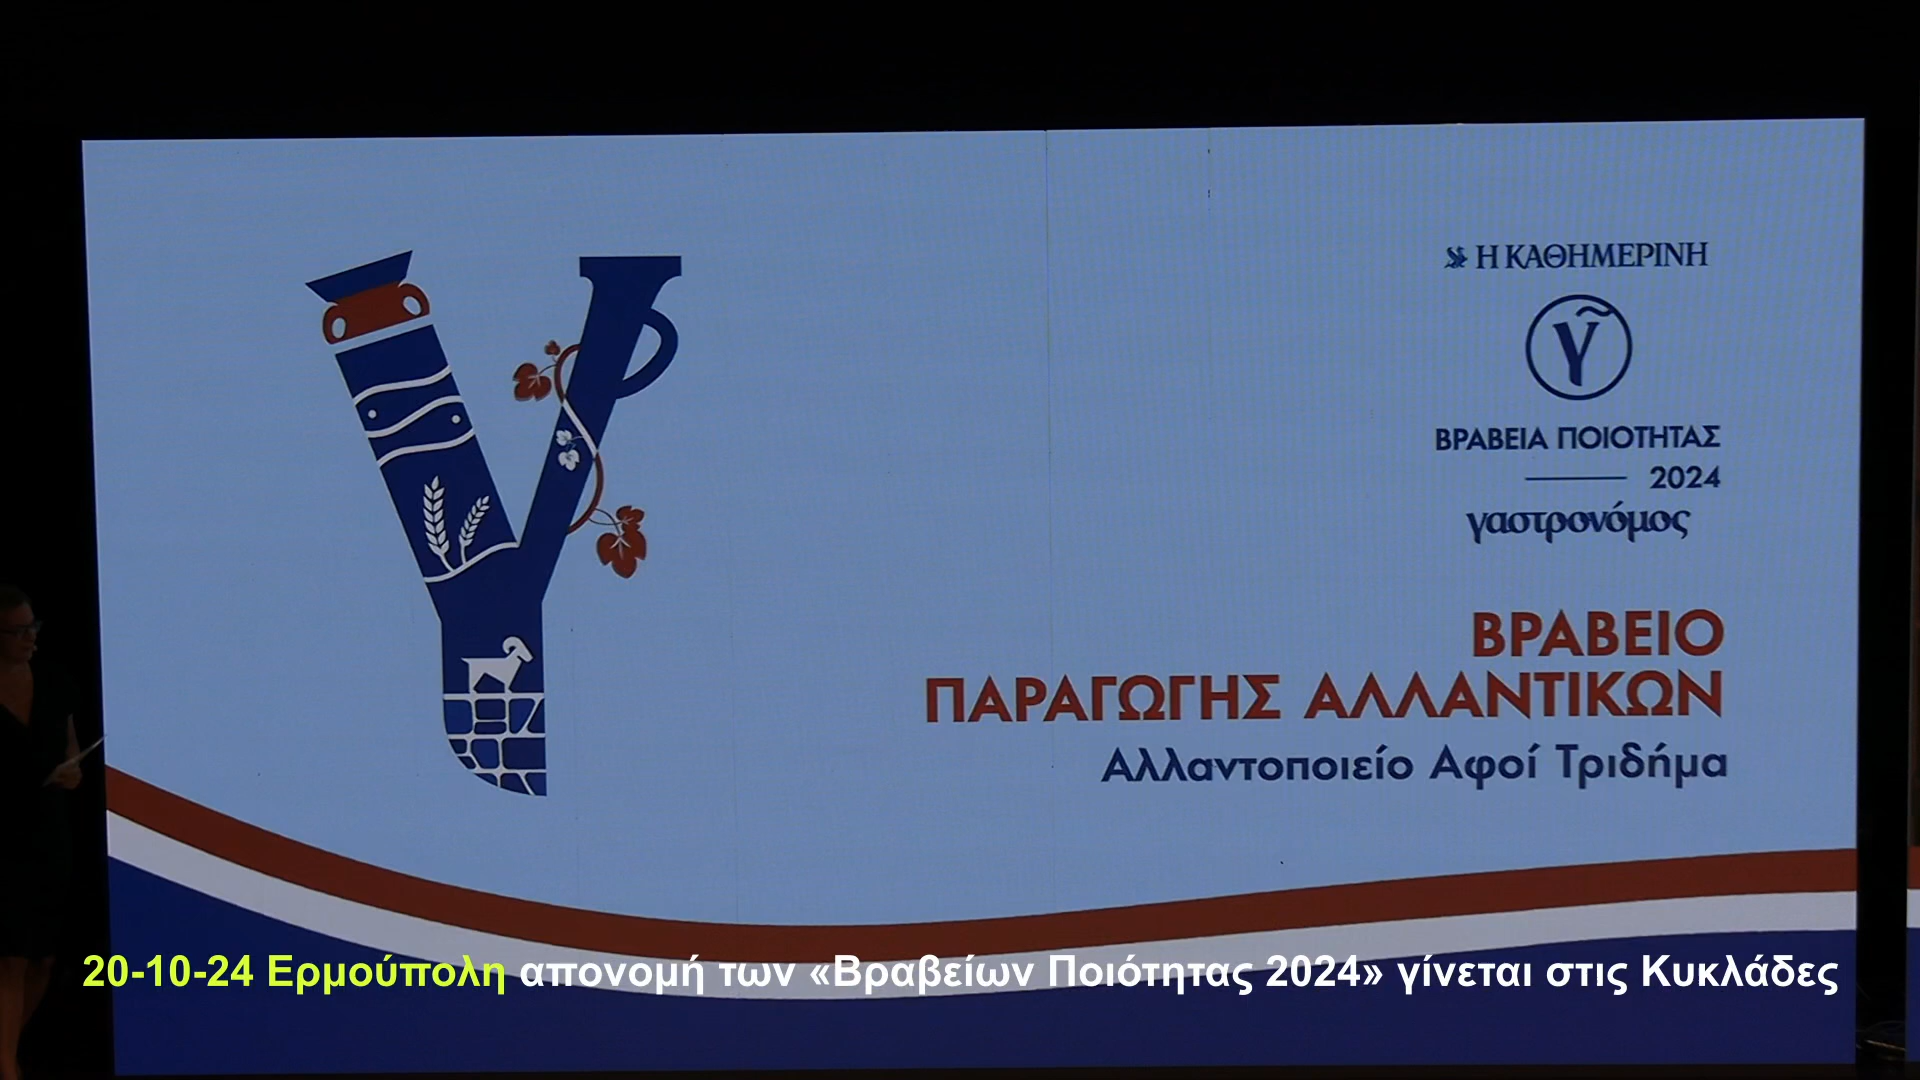 Η ΚΑΘΗΜΕΡΙΝΗ
γ
ΒΡΑΒΕΙΑ ΠΟΙΟΤΗΤΑΣ
2024
γαστρονόμος
ΒΡΑΒΕΙΟ
ΠΑΡΑΓΩΓΗΣ ΑΛΛΑΝΤΙΚΩΝ
Αλλαντοποιείο Αφοί Τριδήμα
20-10-24 Ερμούπολη απονομή των «Βραβείων Ποιότητας 2024» γίνεται στις Κυκλάδες